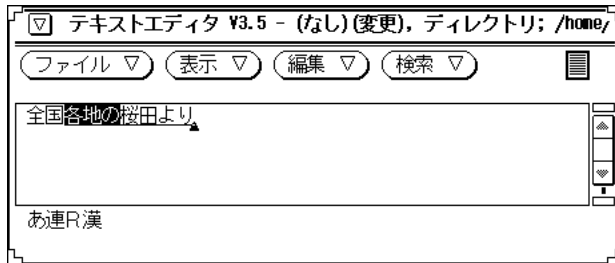 テキストエディタ V3.5 - (なし)(変更), ディレクトリ; /home/
ファイル ▽ 表示 ▽ 編集 ▽ 検索 ▽
全国各地の桜田より
あ連R漢